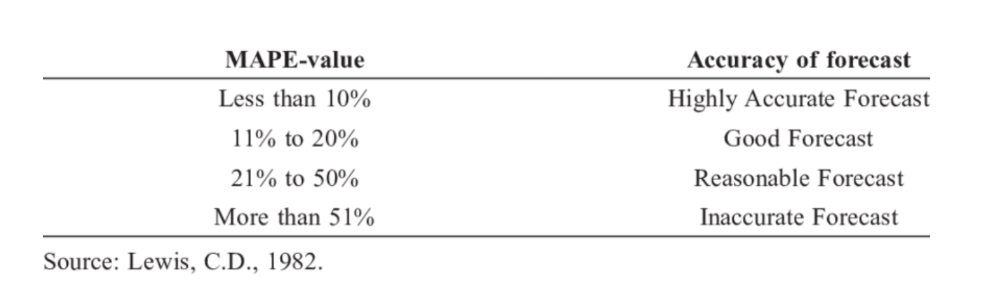 MAPE-value Accuracy of forecast
Less than 10% Highly Accurate Forecast
11% to 20% Good Forecast
21% to 50% Reasonable Forecast
More than 51% Inaccurate Forecast
Source: Lewis, C.D., 1982.